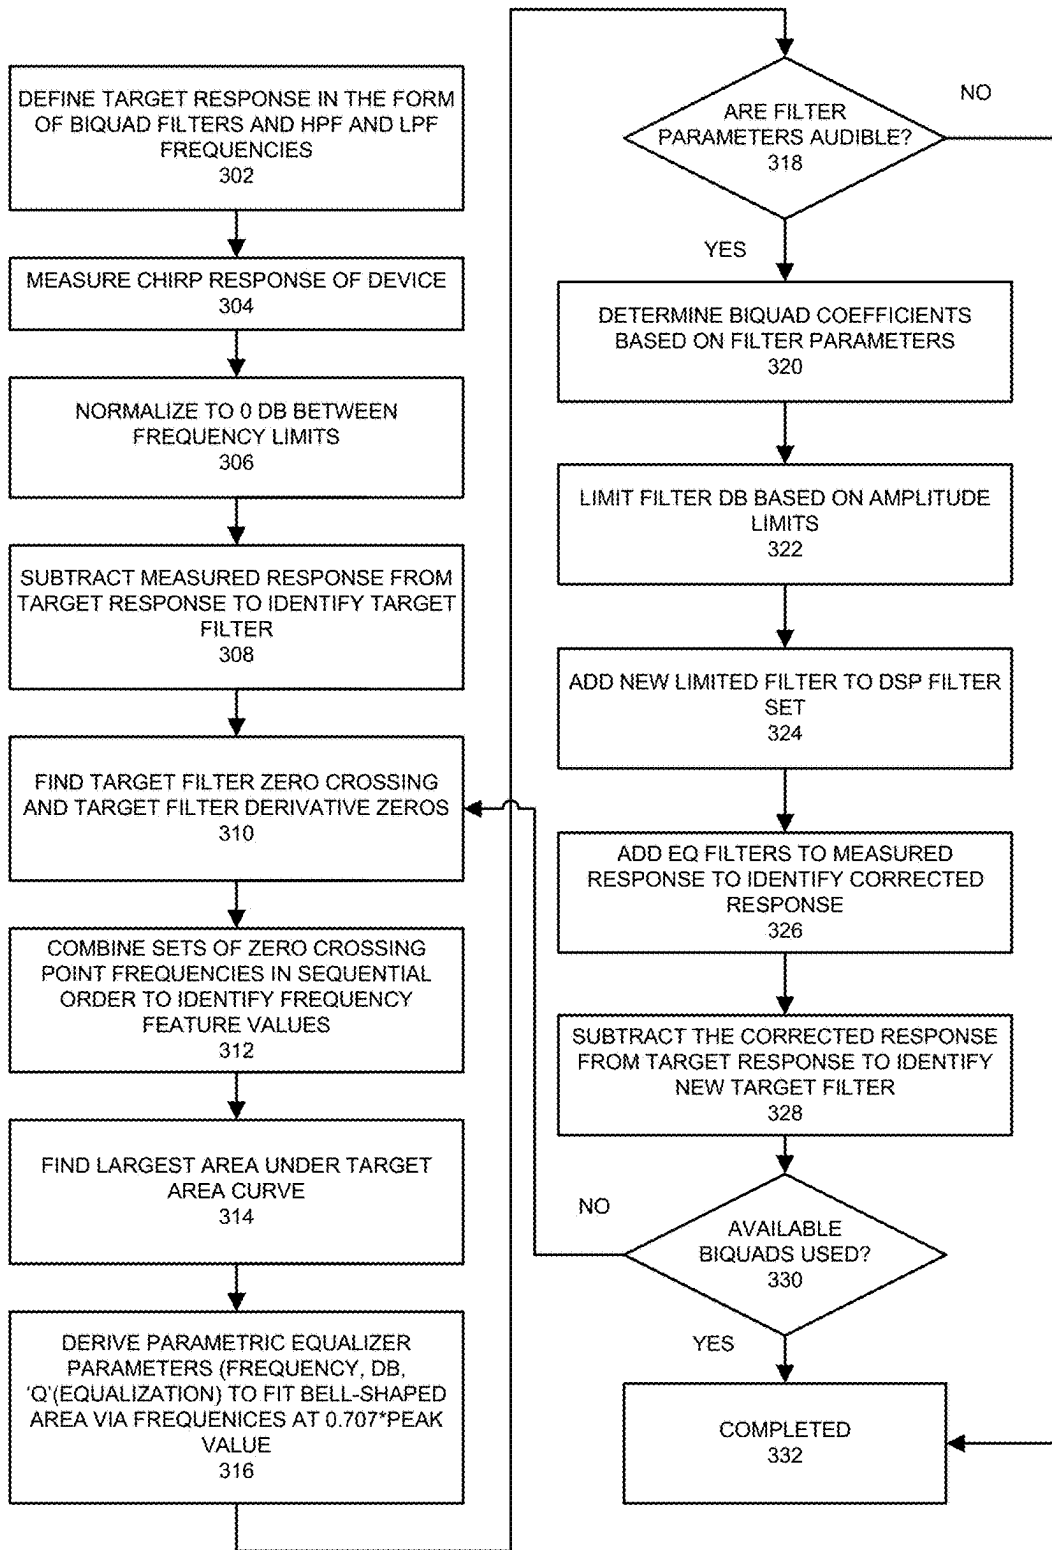 DEFINE TARGET RESPONSE IN THE FORM
OF BIQUAD FILTERS AND HPF AND LPF
FREQUENCIES
302
MEASURE CHIRP RESPONSE OF DEVICE
304
NORMALIZE TO 0 DB BETWEEN
FREQUENCY LIMITS
306
SUBTRACT MEASURED RESPONSE FROM
TARGET RESPONSE TO IDENTIFY TARGET
FILTER
308
FIND TARGET FILTER ZERO CROSSING
AND TARGET FILTER DERIVATIVE ZEROS
310
COMBINE SETS OF ZERO CROSSING
POINT FREQUENCIES IN SEQUENTIAL
ORDER TO IDENTIFY FREQUENCY
FEATURE VALUES
312
FIND LARGEST AREA UNDER TARGET
AREA CURVE
314
DERIVE PARAMETRIC EQUALIZER
PARAMETERS (FREQUENCY, DB,
'Q'(EQUALIZATION) TO FIT BELL-SHAPED
AREA VIA FREQUENICES AT 0.707*PEAK
VALUE
316
ARE FILTER
PARAMETERS AUDIBLE?
318
NO
YES
DETERMINE BIQUAD COEFFICIENTS
BASED ON FILTER PARAMETERS
320
LIMIT FILTER DB BASED ON AMPLITUDE
LIMITS
322
ADD NEW LIMITED FILTER TO DSP FILTER
SET
324
ADD EQ FILTERS TO MEASURED
RESPONSE TO IDENTIFY CORRECTED
RESPONSE
326
SUBTRACT THE CORRECTED RESPONSE
FROM TARGET RESPONSE TO IDENTIFY
NEW TARGET FILTER
328
NO
AVAILABLE
BIQUADS USED?
330
YES
COMPLETED
332